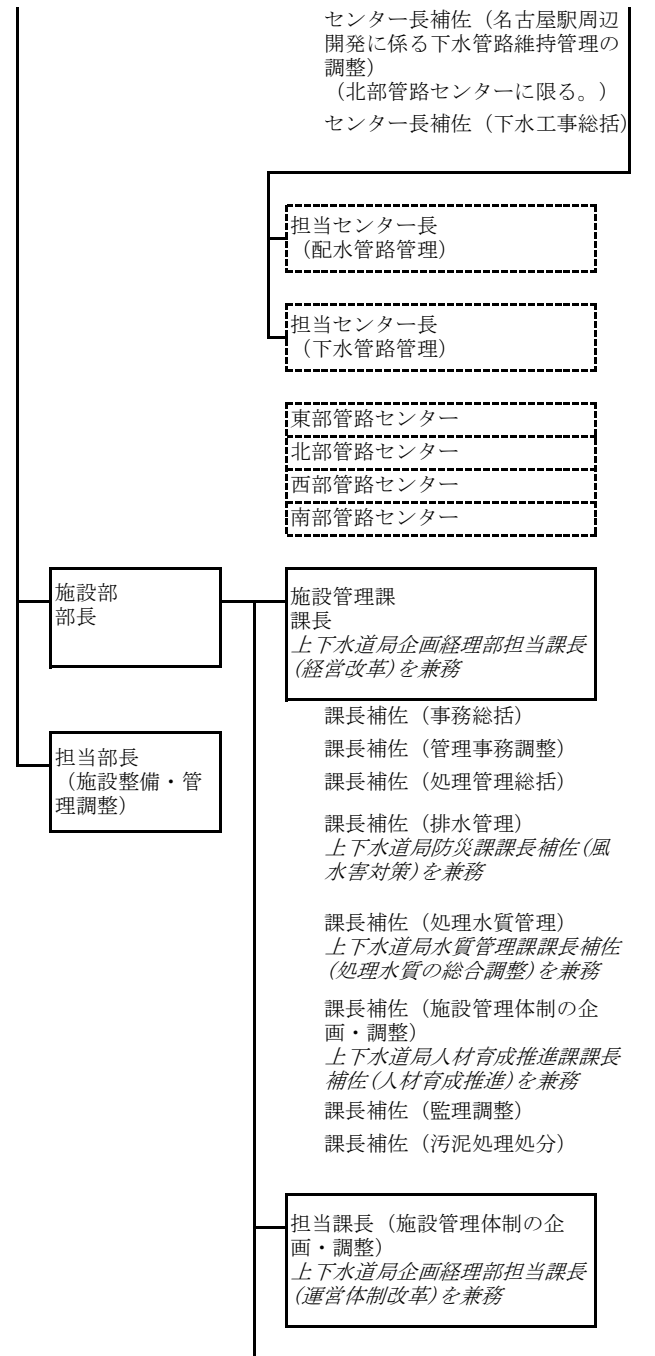 センター長補佐（名古屋駅周辺
開発に係る下水管路維持管理の
調整）
（北部管路センターに限る。）
センター長補佐（下水工事総括）
担当センター長
（配水管路管理）
担当センター長
（下水管路管理）
東部管路センター
北部管路センター
西部管路センター
南部管路センター
施設部
部長
施設管理課
課長
上下水道局企画経理部担当課長
(経営改革)を兼務
課長補佐（事務総括）
課長補佐（管理事務調整）
課長補佐（処理管理総括）
担当部長
（施設整備・管
理調整）
課長補佐（排水管理）
上下水道局防災課課長補佐(風
水害対策)を兼務
課長補佐（処理水質管理）
上下水道局水質管理課課長補佐
(処理水質の総合調整)を兼務
課長補佐（施設管理体制の企
画・調整）
上下水道局人材育成推進課課長
補佐(人材育成推進)を兼務
課長補佐（監理調整）
課長補佐（汚泥処理処分）
担当課長（施設管理体制の企
画・調整）
上下水道局企画経理部担当課長
(運営体制改革)を兼務